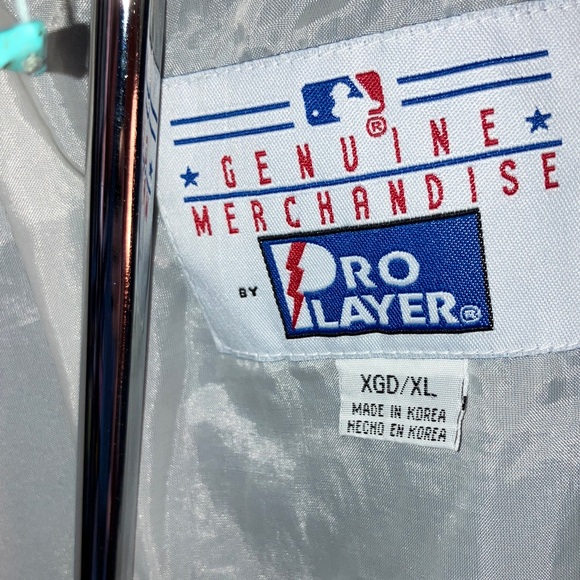 ®
GENUINE
MERCHANDISE
BY PRO
PLAYER®
XGD/XL
MADE IN KOREA
HECHO EN KOREA